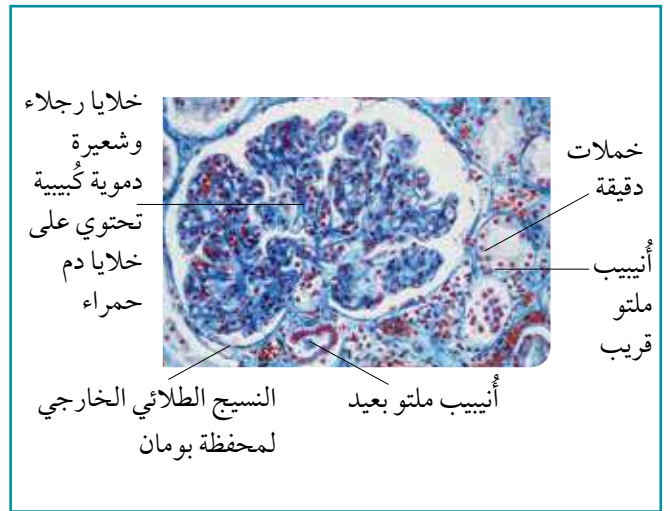 خلايا رجلاء
وشعيرة
دموية كُبيبية
تحتوي على
خلايا دم
حمراء
خملات
دقيقة
أُنيبيب
ملتو
قريب
أُنيبيب ملتو بعيد
النسيج الطلائي الخارجي
لمحفظة بومان